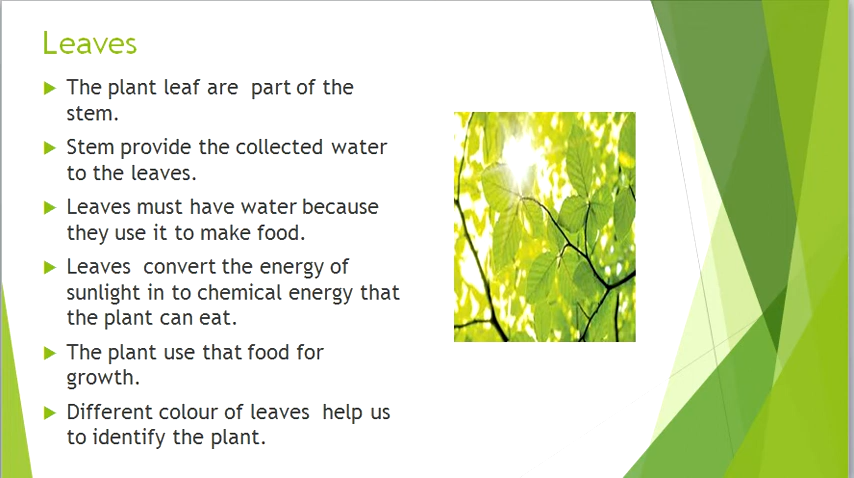 Leaves
The plant leaf are  part of the
stem.
Stem provide the collected water
to the leaves.
Leaves must have water because
they use it to make food.
Leaves  convert the energy of
sunlight in to chemical energy that
the plant can eat.
The plant use that food for
growth.
Different colour of leaves  help us
to identify the plant.